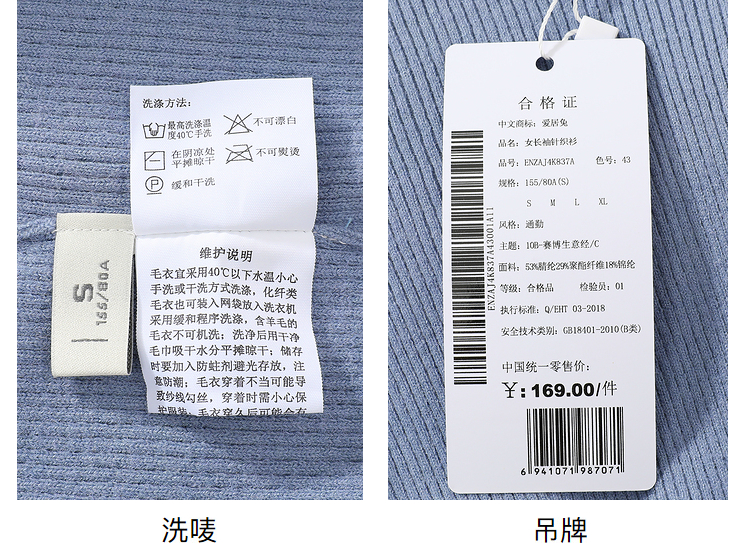 洗涤方法:
最高洗涤温
度40℃手洗
不可漂白
在阴凉处
平摊晾干
不可熨烫
P
缓和干洗
S
155/80A
维护说明
毛衣宜采用40℃以下水温小心
手洗或干洗方式洗涤, 化纤类
毛衣也可装入网袋放入洗衣机
采用缓和程序洗涤, 含羊毛的
毛衣不可机洗; 洗净后用干净
毛巾吸干水分平摊晾干; 储存
时要加入防蛀剂避光存放, 注
意防潮; 毛衣穿着不当可能导
致纱线勾丝, 穿着时需小心保
护服装; 毛衣穿久后可能会有
洗唛
合格证
中文商标: 爱居兔
品名: 女长袖针织衫
品号: ENZAJ4K837A 色号: 43
规格: 155/80A(S)
S M L XL
风格: 通勤
主题: 10B-赛博生意经/C
面料: 53%腈纶29%聚酯纤维18%锦纶
等级: 合格品 检验员: 01
执行标准: Q/EHT 03-2018
安全技术类别: GB18401-2010(B类)
ENZAJ4K837A43001A11
中国统一零售价:
¥:169.00/件
6 941071 987071
吊牌